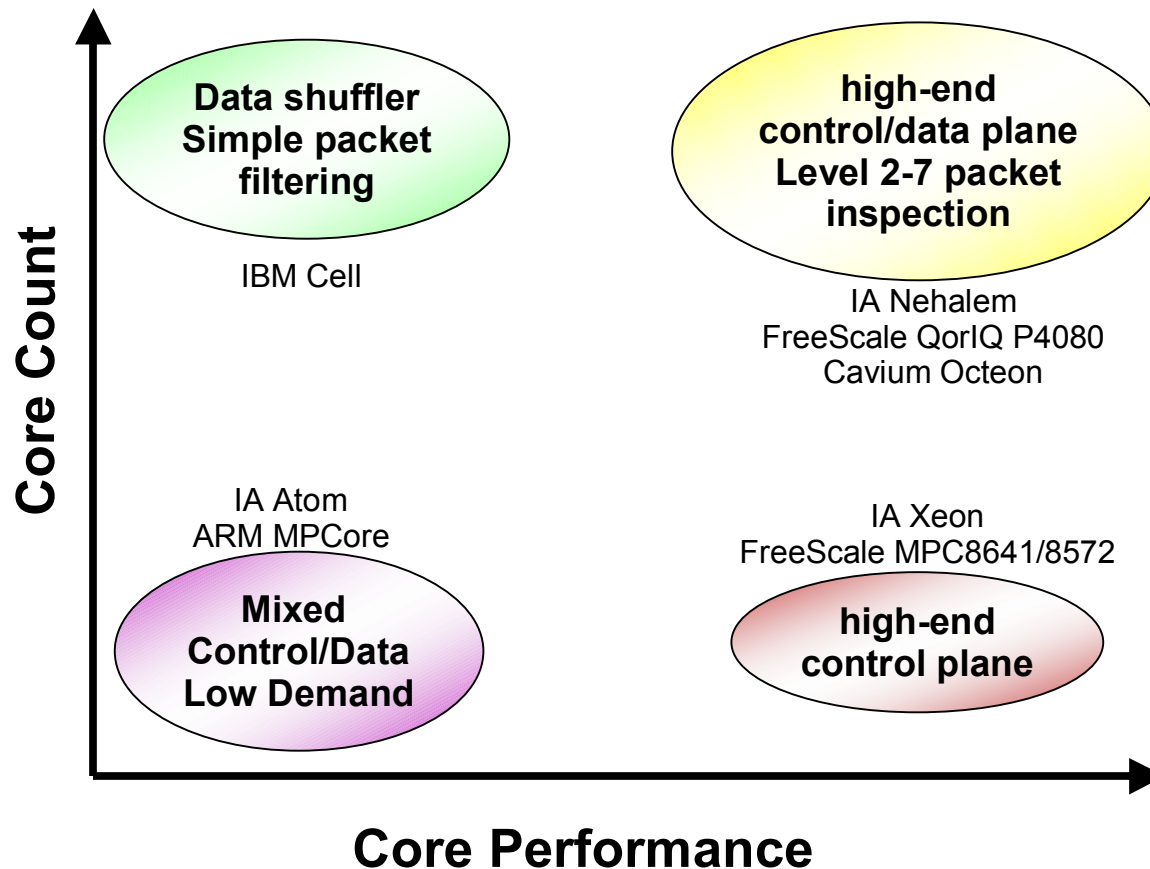 Data shuffler
Simple packet
filtering
IBM Cell
high-end
control/data plane
Level 2-7 packet
inspection
IA Nehalem
FreeScale QorIQ P4080
Cavium Octeon
Core Count
IA Atom
ARM MPCore
Mixed
Control/Data
Low Demand
IA Xeon
FreeScale MPC8641/8572
high-end
control plane
Core Performance